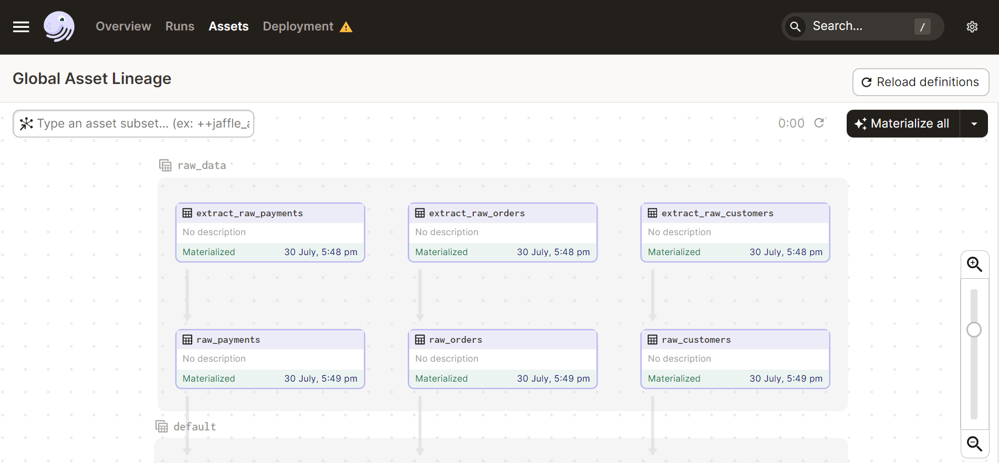 Overview Runs Assets Deployment
Search... /
Global Asset Lineage
Reload definitions
Type an asset subset... (ex: ++jaffle_a
0:00
Materialize all
raw_data
extract_raw_payments
No description
Materialized 30 July, 5:48 pm
extract_raw_orders
No description
Materialized 30 July, 5:48 pm
extract_raw_customers
No description
Materialized 30 July, 5:48 pm
raw_payments
No description
Materialized 30 July, 5:49 pm
raw_orders
No description
Materialized 30 July, 5:49 pm
raw_customers
No description
Materialized 30 July, 5:49 pm
default